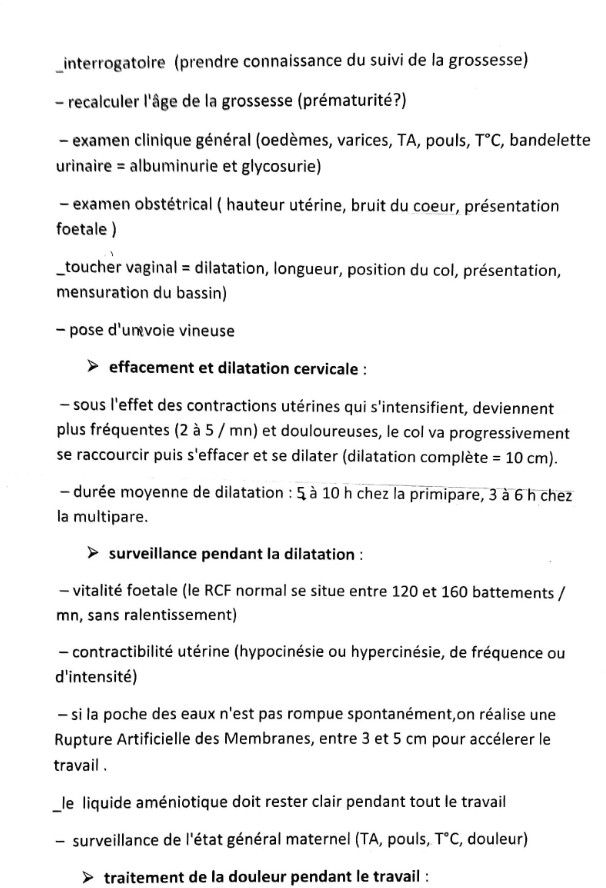 _interrogatoire (prendre connaissance du suivi de la grossesse)
– recalculer l'âge de la grossesse (prématurité?)
– examen clinique général (oedèmes, varices, TA, pouls, T°C, bandelette
urinaire = albuminurie et glycosurie)
– examen obstétrical ( hauteur utérine, bruit du coeur, présentation
foetale )
_toucher vaginal = dilatation, longueur, position du col, présentation,
mensuration du bassin)
– pose d'un voie vineuse
➢ effacement et dilatation cervicale :
– sous l'effet des contractions utérines qui s'intensifient, deviennent
plus fréquentes (2 à 5 / mn) et douloureuses, le col va progressivement
se raccourcir puis s'effacer et se dilater (dilatation complète = 10 cm).
– durée moyenne de dilatation : 5 à 10 h chez la primipare, 3 à 6 h chez
la multipare.
➢ surveillance pendant la dilatation :
– vitalité foetale (le RCF normal se situe entre 120 et 160 battements /
mn, sans ralentissement)
– contractibilité utérine (hypocinésie ou hypercinésie, de fréquence ou
d'intensité)
– si la poche des eaux n'est pas rompue spontanément,on réalise une
Rupture Artificielle des Membranes, entre 3 et 5 cm pour accélerer le
travail .
_le liquide améniotique doit rester clair pendant tout le travail
– surveillance de l'état général maternel (TA, pouls, T°C, douleur)
➢ traitement de la douleur pendant le travail :